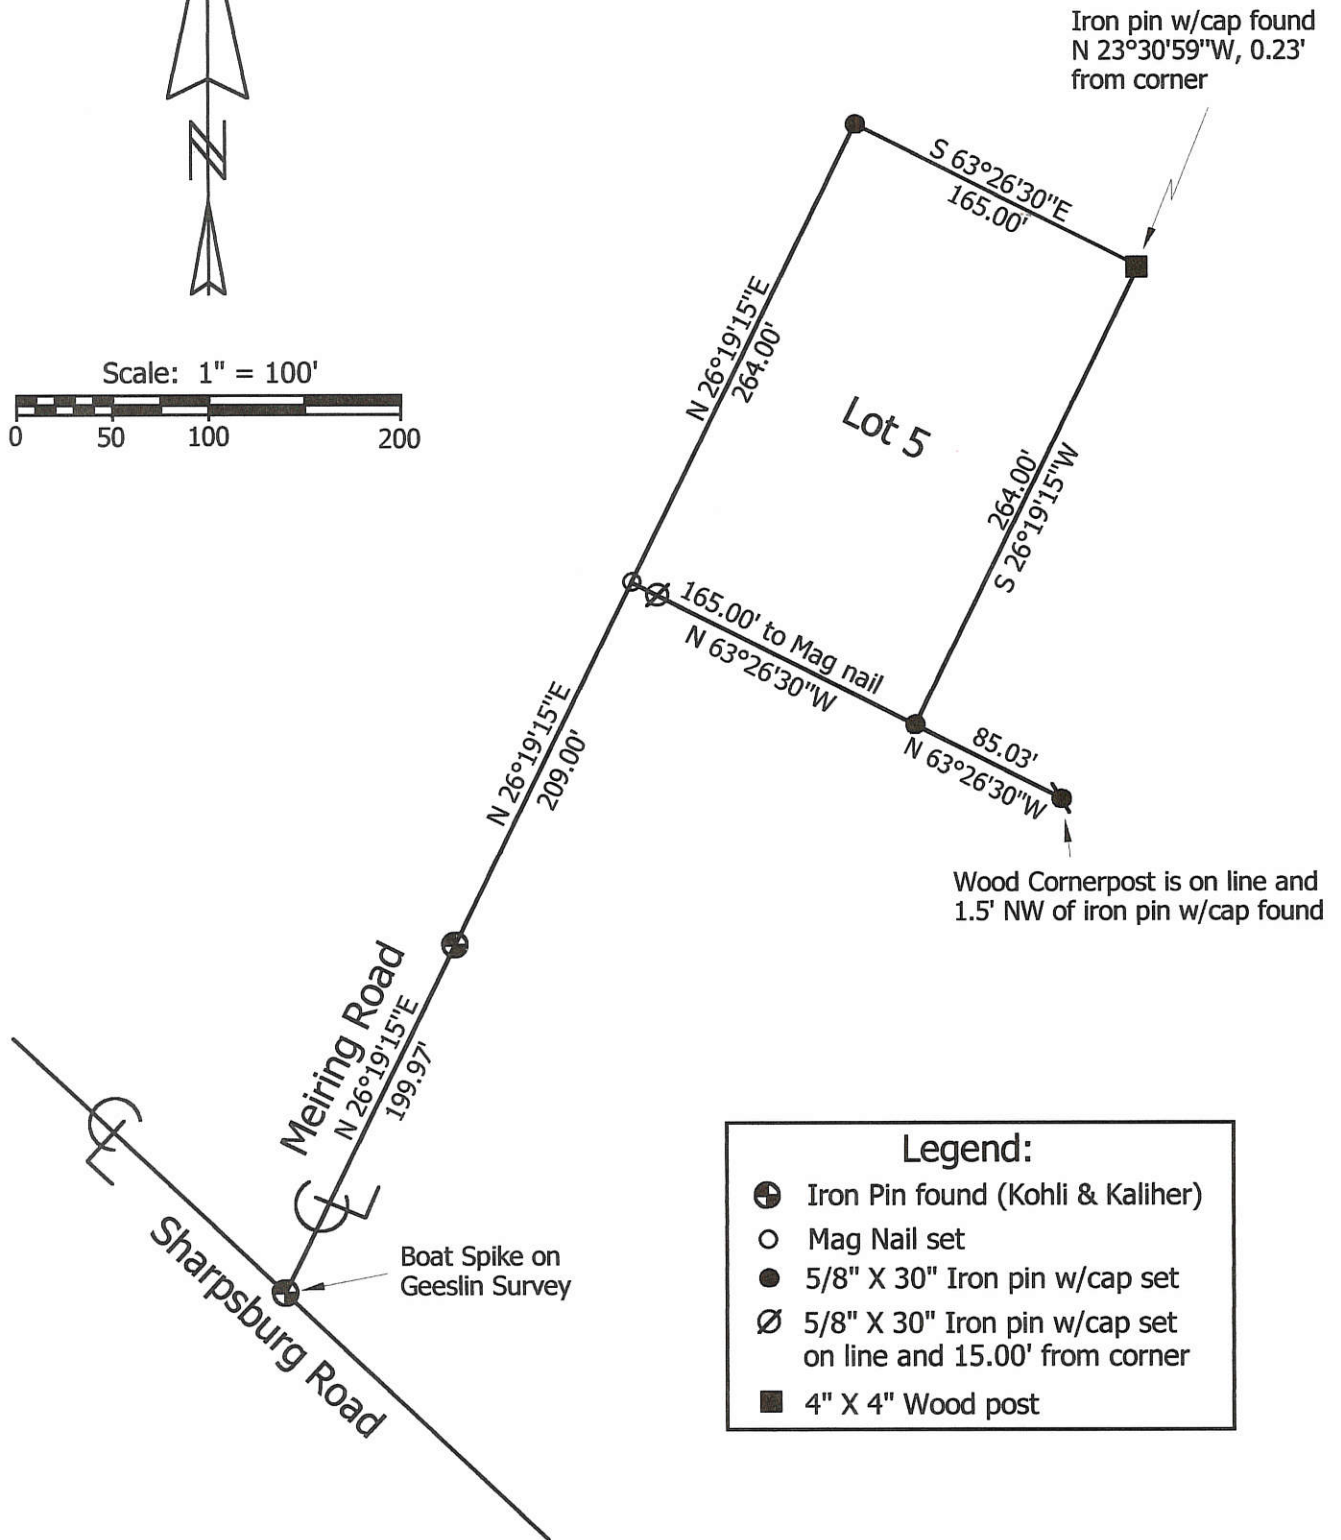 Iron pin w/cap found
N 23°30'59"W, 0.23'
from corner
N
S 63°26'30"E
165.00'
N 26°19'15"E
264.00'
Scale: 1" = 100'
0 50 100 200
Lot 5
264.00'
S 26°19'15"W
165.00' to Mag nail
N 63°26'30"W
85.03'
N 63°26'30"W
N 26°19'15"E
209.00'
Wood Cornerpost is on line and
1.5' NW of iron pin w/cap found
Meiring Road
N 26°19'15"E
199.97'
CL
CL
Sharpsburg Road
Boat Spike on
Geeslin Survey
Legend:
Iron Pin found (Kohli & Kaliher)
Mag Nail set
5/8" X 30" Iron pin w/cap set
5/8" X 30" Iron pin w/cap set
on line and 15.00' from corner
4" X 4" Wood post